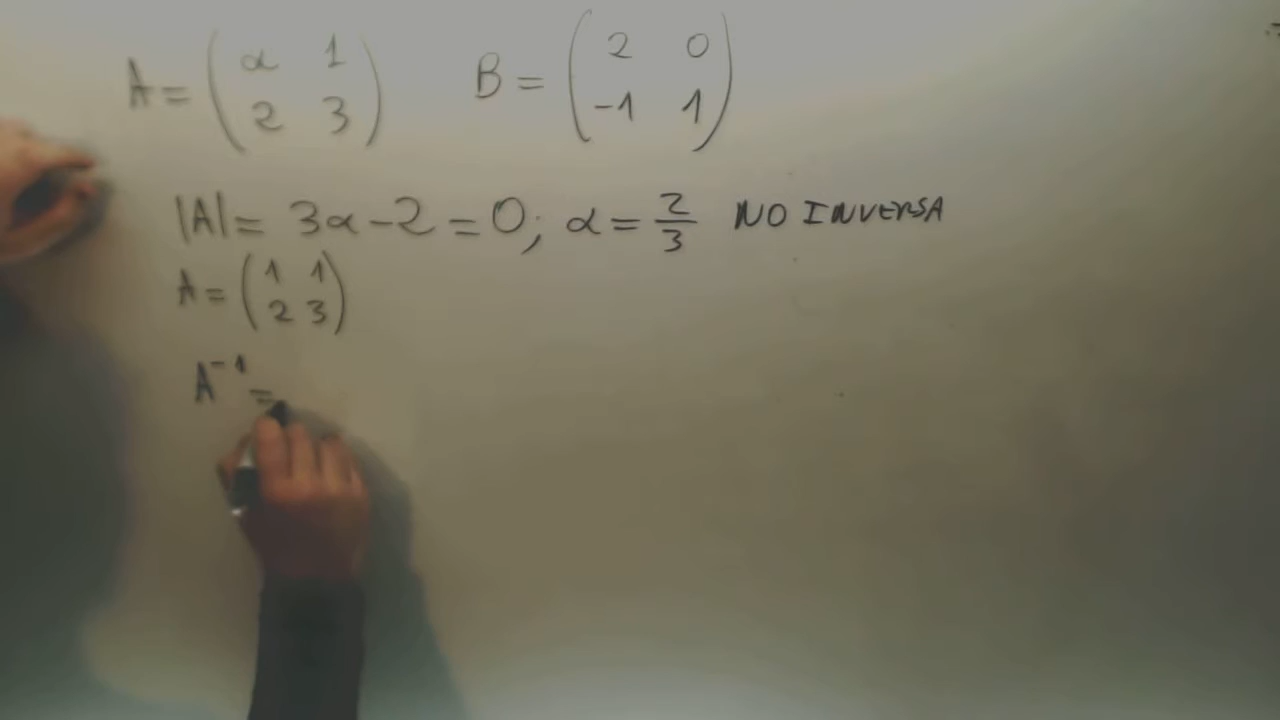 A = ( α 1 2 3 ) B = ( 2 0 -1 1 )
|A| = 3α - 2 = 0; α = 2/3 NO INVERSA
A = ( 1 1 2 3 )
A⁻¹ =